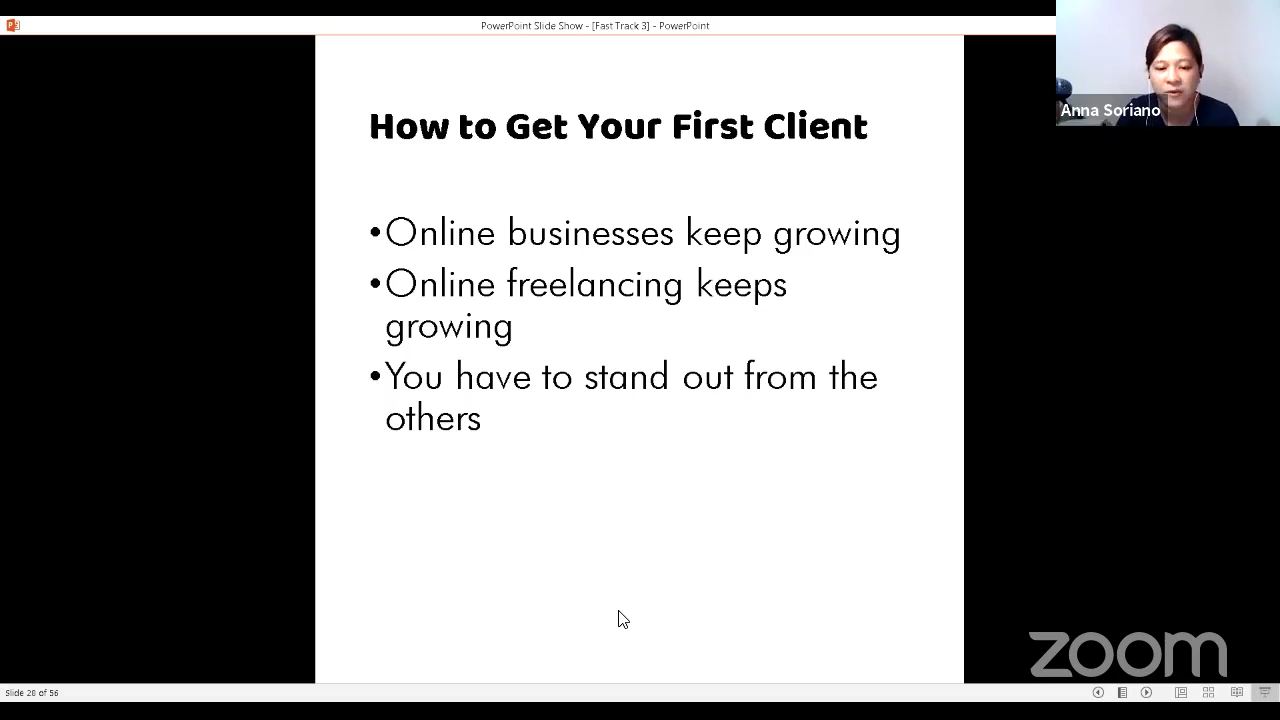 PowerPoint Slide Show - [Fast Track 3] - PowerPoint
Anna Soriano
How to Get Your First Client
•Online businesses keep growing
•Online freelancing keeps
growing
•You have to stand out from the
others
zoom
Slide 28 of 56